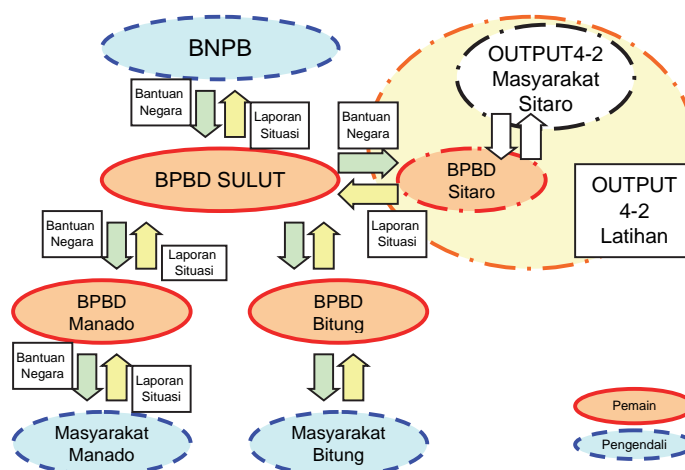 BNPB
OUTPUT4-2
Masyarakat
Sitaro
Bantuan
Negara
Laporan
Situasi
Bantuan
Negara
BPBD SULUT
BPBD
Sitaro
OUTPUT
4-2
Latihan
Bantuan
Negara
Laporan
Situasi
Laporan
Situasi
BPBD
Manado
BPBD
Bitung
Bantuan
Negara
Laporan
Situasi
Masyarakat
Manado
Masyarakat
Bitung
Pemain
Pengendali